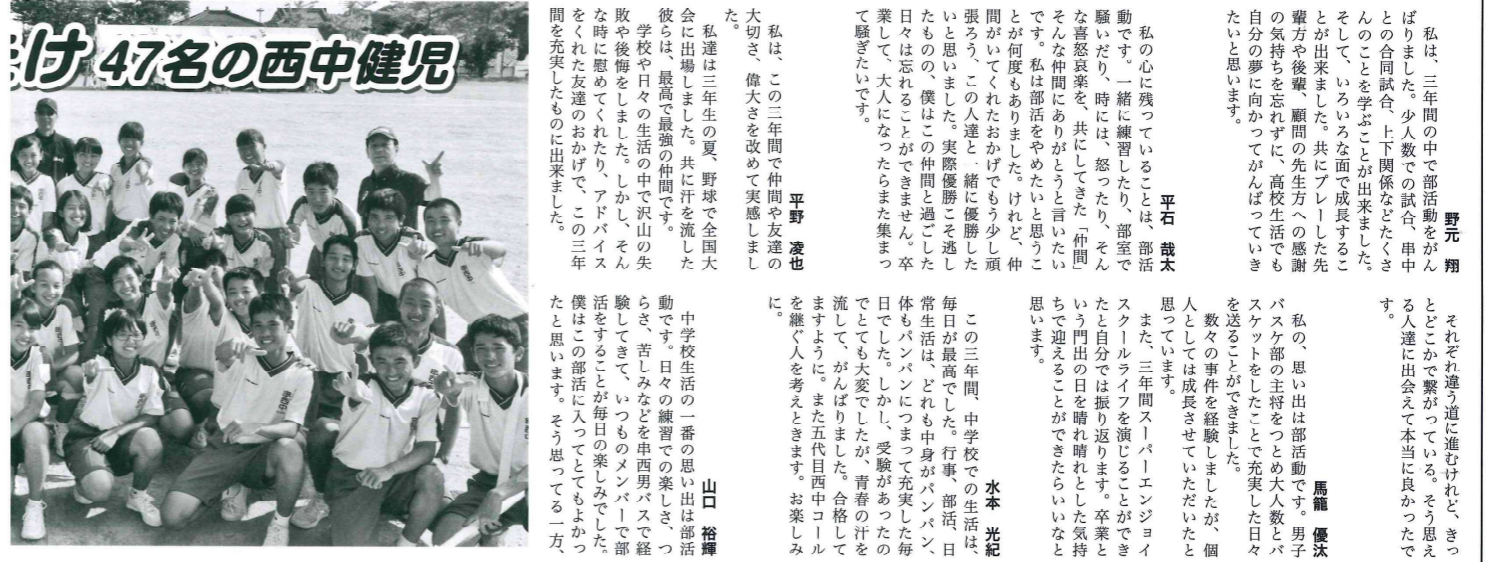 け 47名の西中健児
野元　翔
私は、三年間の中で部活動をがん
ばりました。少人数での試合、串中
との合同試合、上下関係などたくさ
んのことを学ぶことが出来ました。
そして、いろいろな面で成長するこ
とが出来ました。共にプレーした先
輩方や後輩、顧問の先生方への感謝
の気持ちを忘れずに、高校生活でも
自分の夢に向かってがんばっていき
たいと思います。
平石　哉太
私の心に残っていることは、部活
動です。一緒に練習したり、部室で
騒いだり、時には、怒ったり、そん
な喜怒哀楽を、共にしてきた「仲間」
そんな仲間にありがとうと言いたい
です。私は部活をやめたいと思うこ
とが何度もありました。けれど、仲
間がいてくれたおかげでもう少し頑
張ろう、この人達と一緒に優勝した
いと思いました。実際優勝こそ逃し
たものの、僕はこの仲間と過ごした
日々は忘れることができません。卒
業して、大人になったらまた集まっ
て騒ぎたいです。
平野　凌也
私は、この三年間で仲間や友達の
大切さ、偉大さを改めて実感しまし
た。
私達は三年生の夏、野球で全国大
会に出場しました。共に汗を流した
彼らは、最高で最強の仲間です。
学校や日々の生活の中で沢山の失
敗や後悔をしました。しかし、そん
な時に慰めてくれたり、アドバイス
をくれた友達のおかげで、この三年
間を充実したものに出来ました。
それぞれ違う道に進むけれど、きっ
とどこかで繋がっている。そう思え
る人達に出会えて本当に良かったで
す。
馬籠　優汰
私の、思い出は部活動です。男子
バスケ部の主将をつとめ大人数とバ
スケットをしたことで充実した日々
を送ることができました。
数々の事件を経験しましたが、個
人としては成長させていただいたと
思っています。
また、三年間スーパーエンジョイ
スクールライフを演じることができ
たと自分では振り返ります。卒業と
いう門出の日を晴れ晴れとした気持
ちで迎えることができたらいいなと
思います。
水本　光紀
この三年間、中学校での生活は、
毎日が最高でした。行事、部活、日
常生活は、どれも中身がパンパン、
体もパンパンにつまって充実した毎
日でした。しかし、受験があったの
でとても大変でしたが、青春の汗を
流して、がんばりました。合格して
ますように。また五代目西中コール
を継ぐ人を考えときます。お楽しみ
に。
山口　裕輝
中学校生活の一番の思い出は部活
動です。日々の練習での楽しさ、つ
らさ、苦しみなどを串西男バスで経
験してきて、いつものメンバーで部
活をすることが毎日の楽しみでした。
僕はこの部活に入ってとてもよかっ
たと思います。そう思ってる一方、